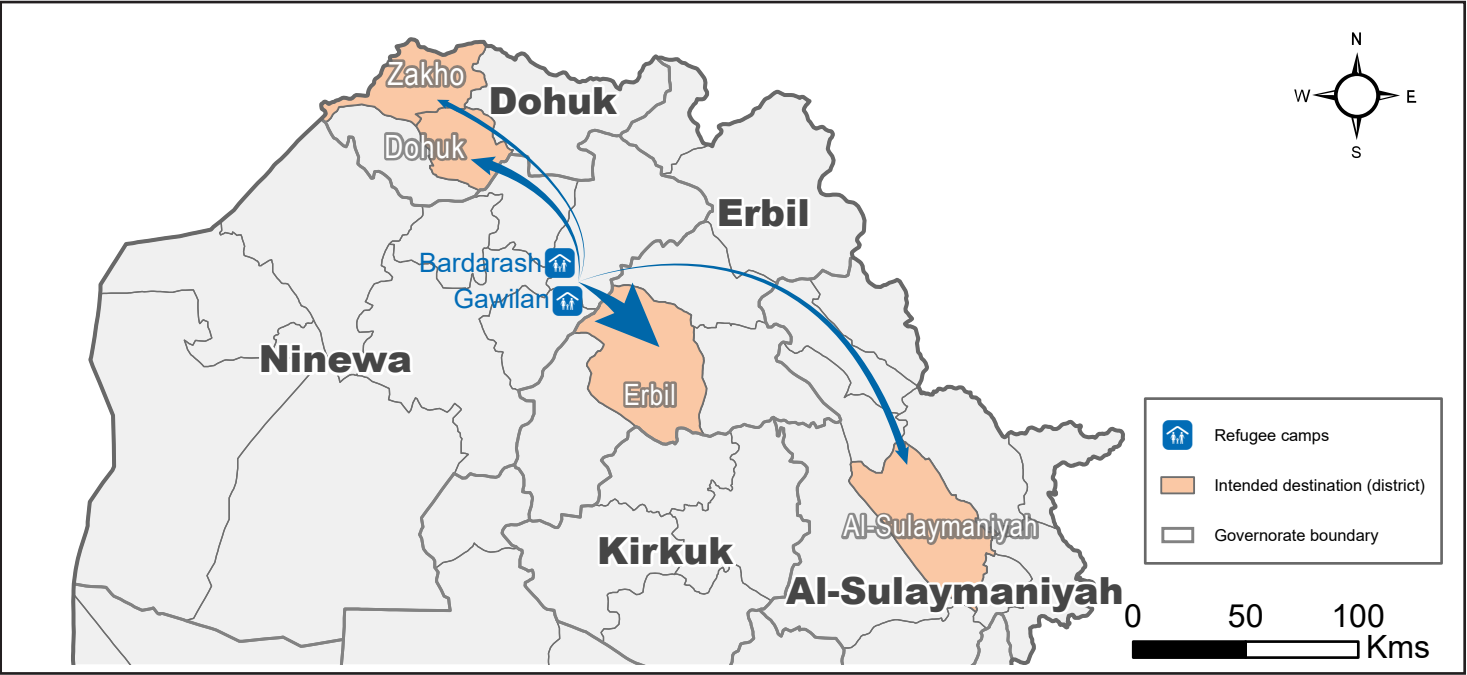 N
W
E
S
Zakho
Dohuk
Dohuk
Erbil
Bardarash
Gawilan
Ninewa
Erbil
Al-Sulaymaniyah
Kirkuk
Al-Sulaymaniyah
Refugee camps
Intended destination (district)
Governorate boundary
0 50 100
Kms